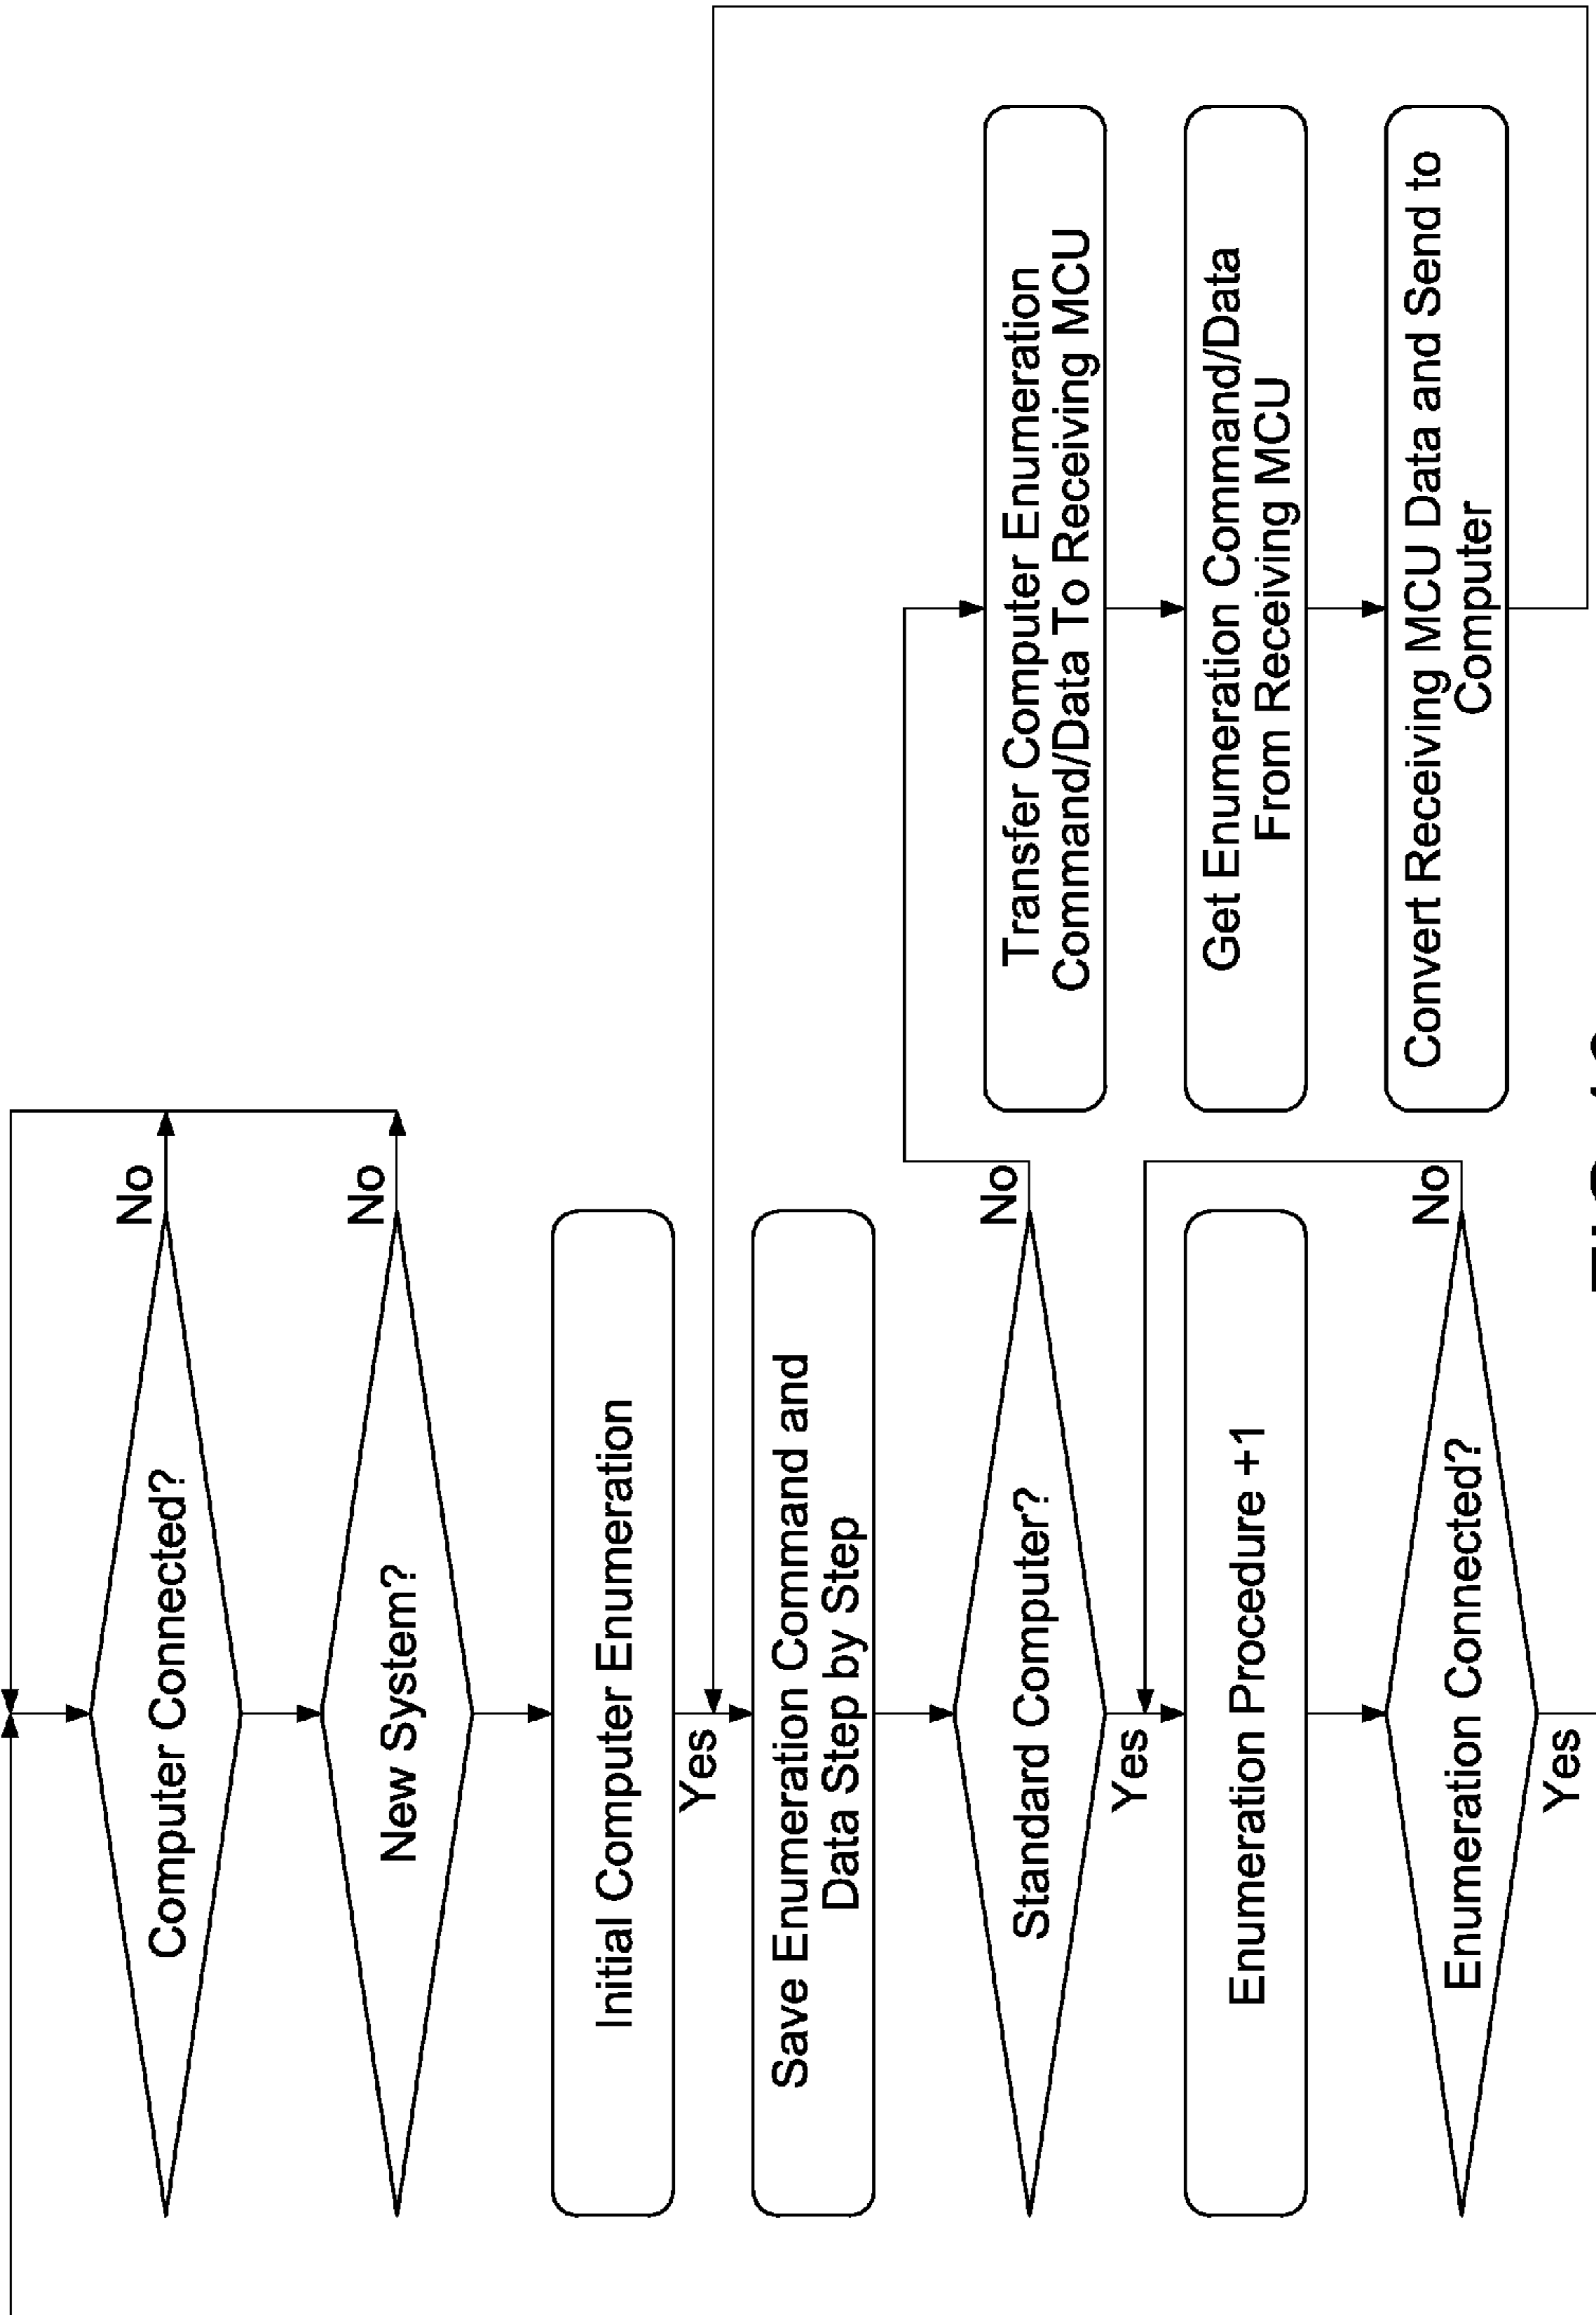 Computer Connected?
No
New System?
No
Initial Computer Enumeration
Yes
Save Enumeration Command and
Data Step by Step
Standard Computer?
No
Yes
Enumeration Procedure +1
Enumeration Connected?
No
Yes
Transfer Computer Enumeration
Command/Data To Receiving MCU
Get Enumeration Command/Data
From Receiving MCU
Convert Receiving MCU Data and Send to
Computer